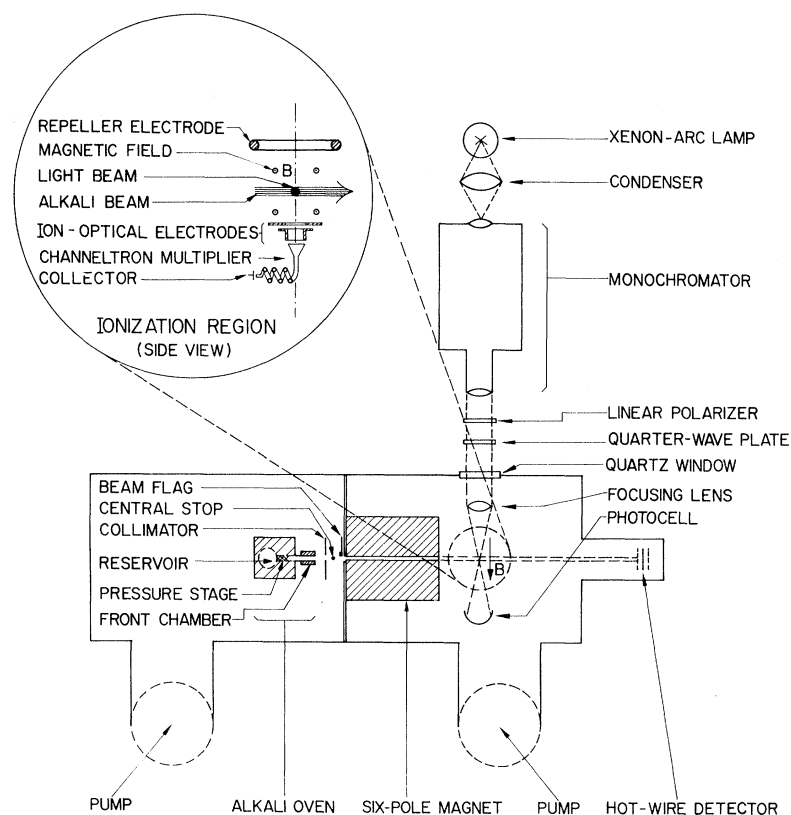 REPELLER ELECTRODE
MAGNETIC FIELD
B
LIGHT BEAM
ALKALI BEAM
ION-OPTICAL ELECTRODES
CHANNELTRON MULTIPLIER
COLLECTOR
IONIZATION REGION
(SIDE VIEW)
XENON-ARC LAMP
CONDENSER
MONOCHROMATOR
LINEAR POLARIZER
QUARTER-WAVE PLATE
QUARTZ WINDOW
FOCUSING LENS
PHOTOCELL
BEAM FLAG
CENTRAL STOP
COLLIMATOR
RESERVOIR
PRESSURE STAGE
FRONT CHAMBER
B
PUMP
ALKALI OVEN
SIX-POLE MAGNET
PUMP
HOT-WIRE DETECTOR